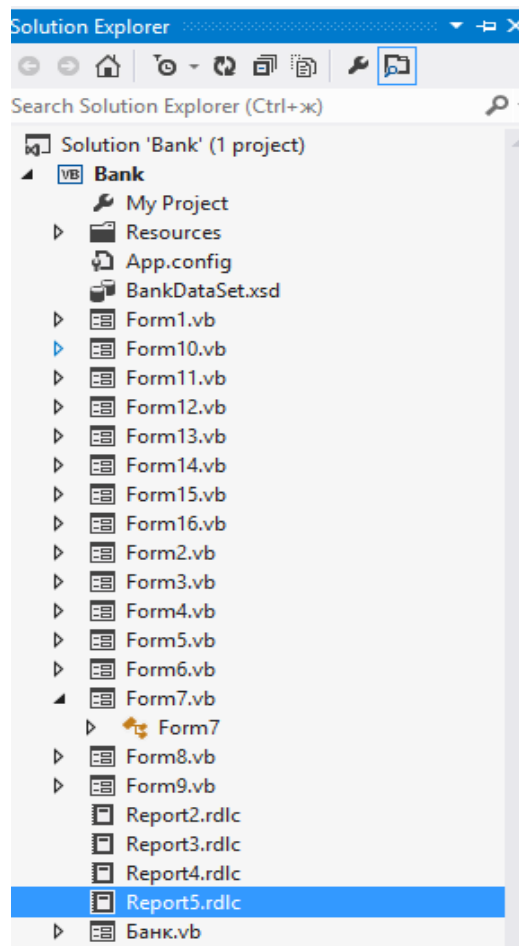 Solution Explorer
Search Solution Explorer (Ctrl+ж)
Solution 'Bank' (1 project)
VB Bank
My Project
Resources
App.config
BankDataSet.xsd
Form1.vb
Form10.vb
Form11.vb
Form12.vb
Form13.vb
Form14.vb
Form15.vb
Form16.vb
Form2.vb
Form3.vb
Form4.vb
Form5.vb
Form6.vb
Form7.vb
Form7
Form8.vb
Form9.vb
Report2.rdlc
Report3.rdlc
Report4.rdlc
Report5.rdlc
Банк.vb